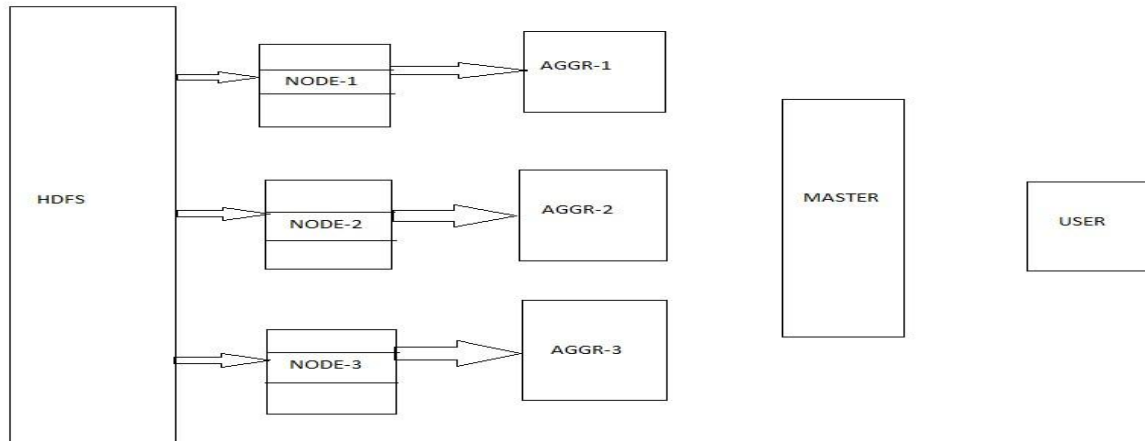 HDFS
NODE-1
AGGR-1
NODE-2
AGGR-2
NODE-3
AGGR-3
MASTER
USER